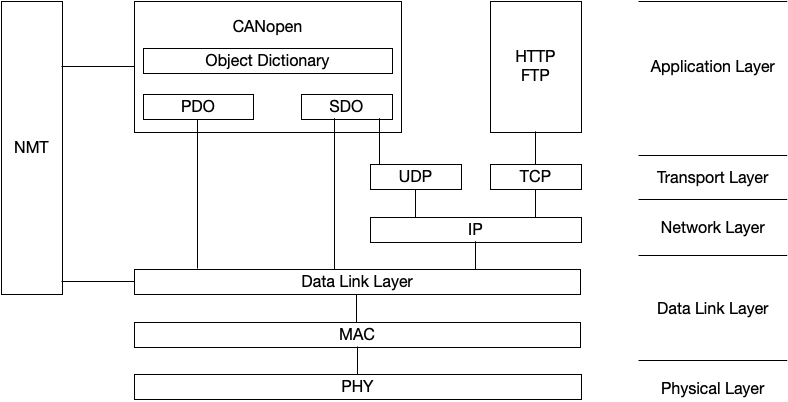 CANopen
HTTP
FTP
Object Dictionary
Application Layer
PDO
SDO
NMT
UDP
TCP
Transport Layer
IP
Network Layer
Data Link Layer
Data Link Layer
MAC
PHY
Physical Layer